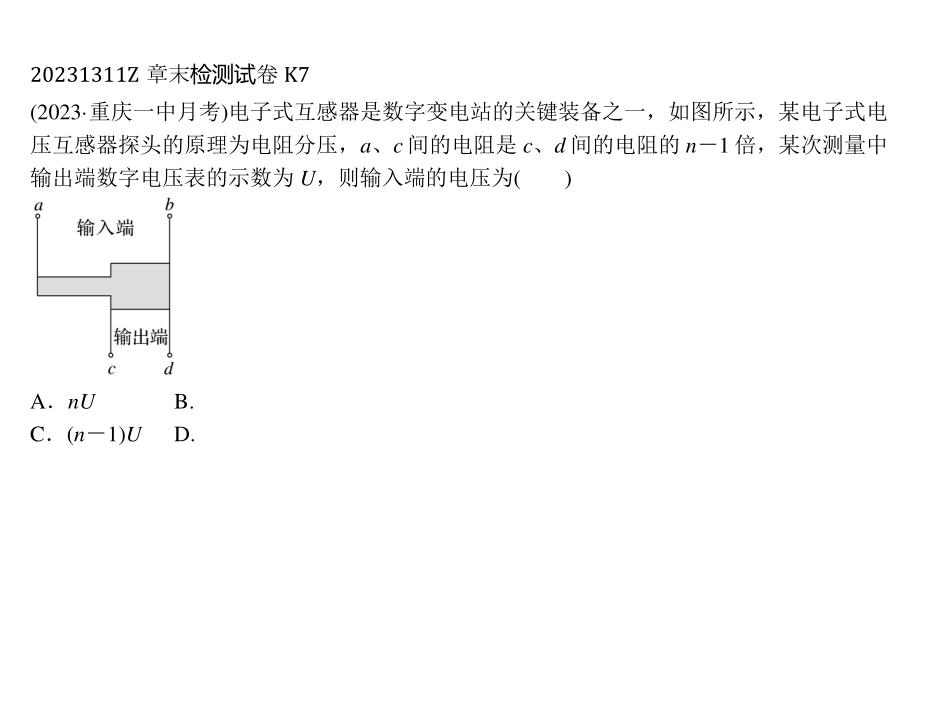 20231311Z 章末检测试卷 K7
(2023·重庆一中月考)电子式互感器是数字变电站的关键装备之一，如图所示，某电子式电
压互感器探头的原理为电阻分压，a、c 间的电阻是 c、d 间的电阻的 n－1 倍，某次测量中
输出端数字电压表的示数为 U，则输入端的电压为(　　)
a b
输入端
输出端
c d
A．nU B.
C．(n－1)U D.